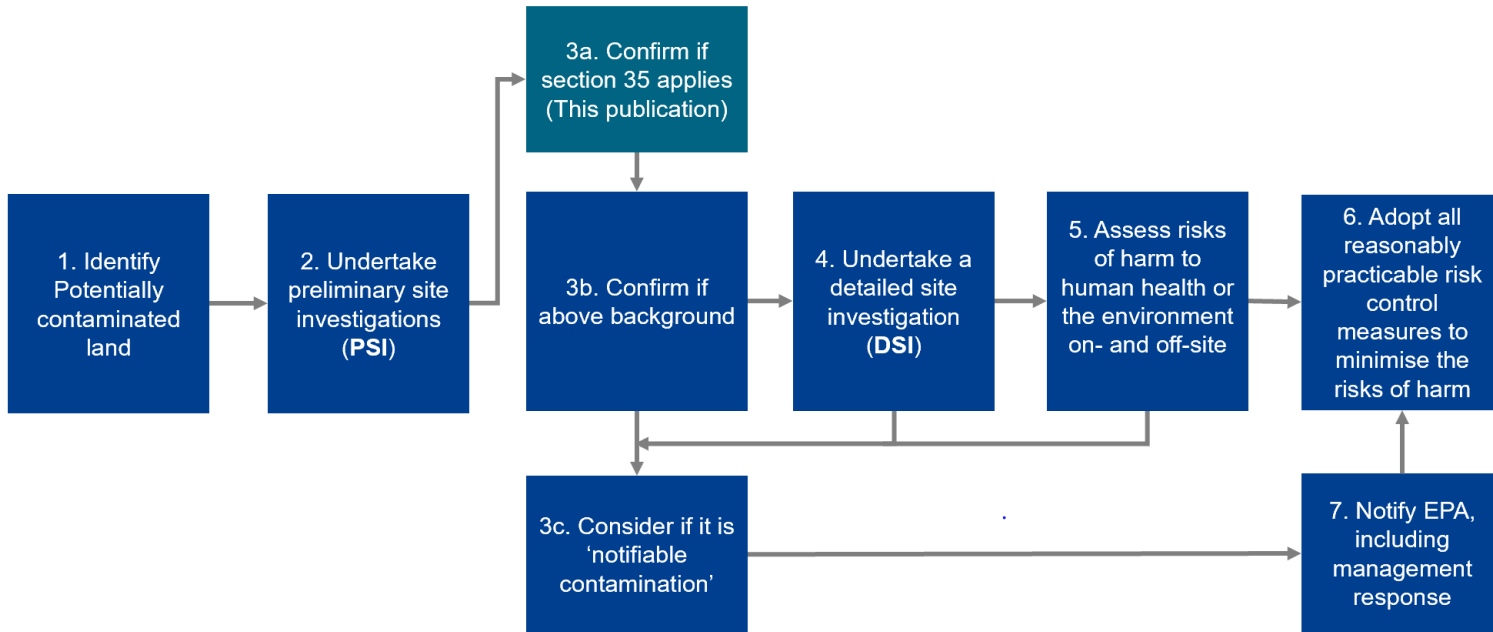 3a. Confirm if
section 35 applies
(This publication)
1. Identify
Potentially
contaminated
land
2. Undertake
preliminary site
investigations
(PSI)
3b. Confirm if
above background
4. Undertake a
detailed site
investigation
(DSI)
5. Assess risks
of harm to
human health or
the environment
on- and off-site
6. Adopt all
reasonably
practicable risk
control
measures to
minimise the
risks of harm
3c. Consider if it is
‘notifiable
contamination’
7. Notify EPA,
including
management
response